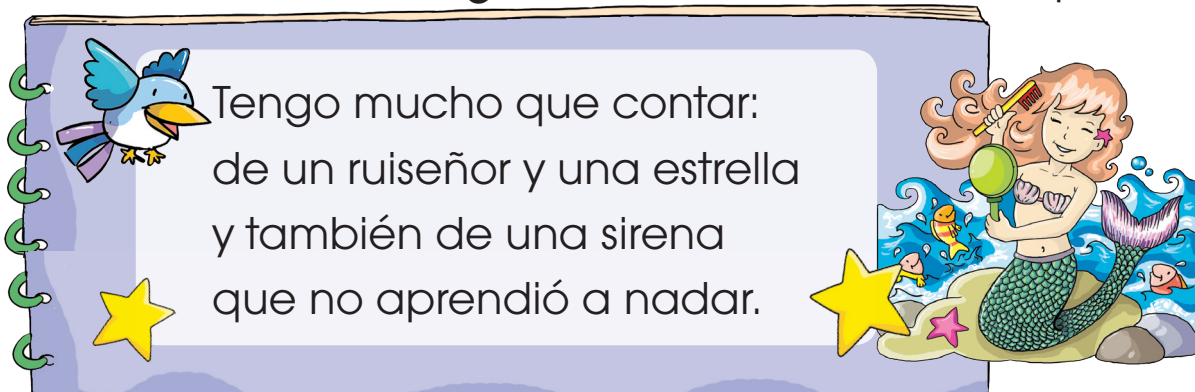 Tengo mucho que contar:
de un ruiseñor y una estrella
y también de una sirena
que no aprendió a nadar.